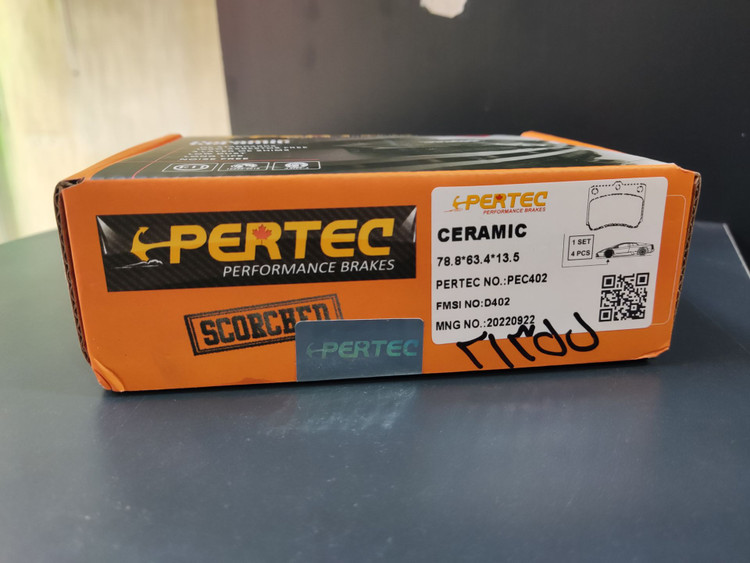 Ceramic
PERTEC
PERFORMANCE BRAKES
SCORCHED
PERTEC
PERTEC
PERFORMANCE BRAKES
CERAMIC
78.8*63.4*13.5
PERTEC NO.:PEC402
FMSI NO:D402
MNG NO.:20220922
1 SET
4 PCS